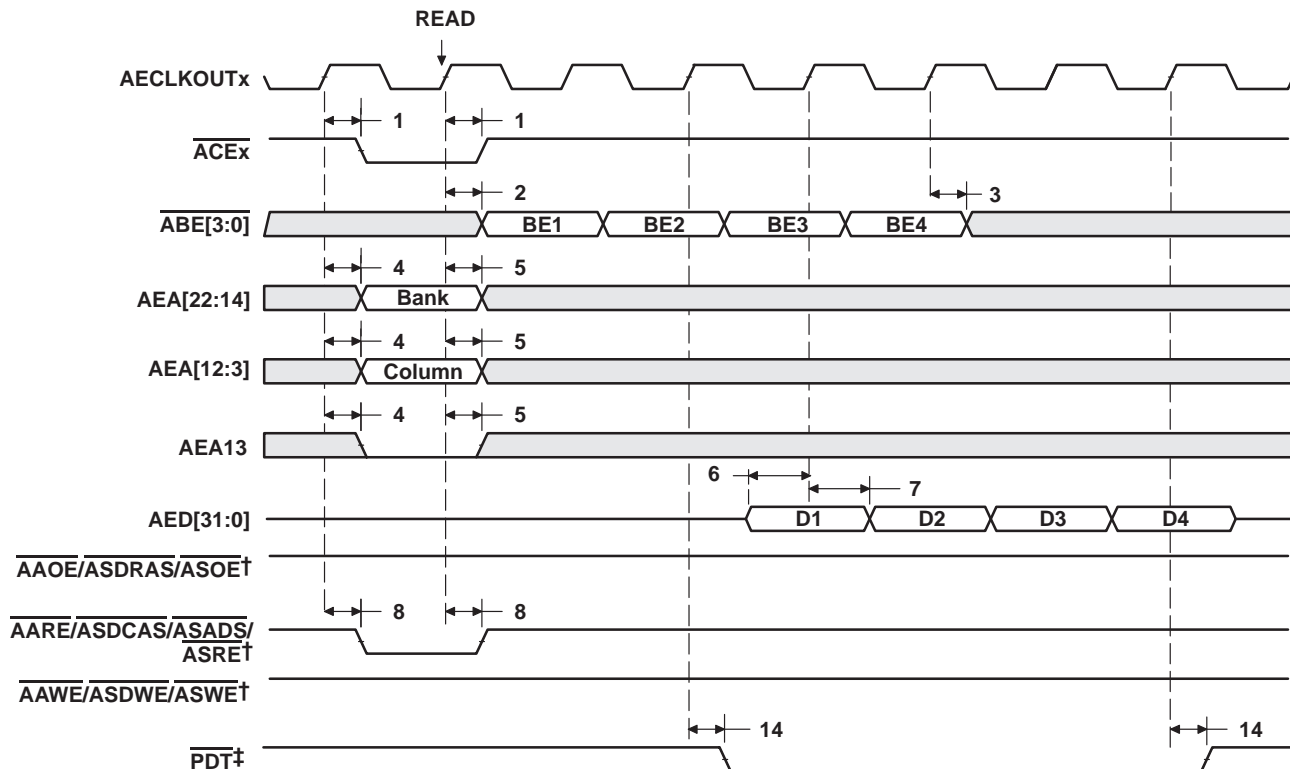 READ
AECLKOUTx
1 1
ACEx
2 3
ABE[3:0] BE1 BE2 BE3 BE4
4 5
AEA[22:14] Bank
4 5
AEA[12:3] Column
4 5
AEA13
6 7
AED[31:0] D1 D2 D3 D4
AAOE/ASDRAS/ASOE†
8 8
AARE/ASDCAS/ASADS/
ASRE†
AAWE/ASDWE/ASWE†
14 14
PDT‡